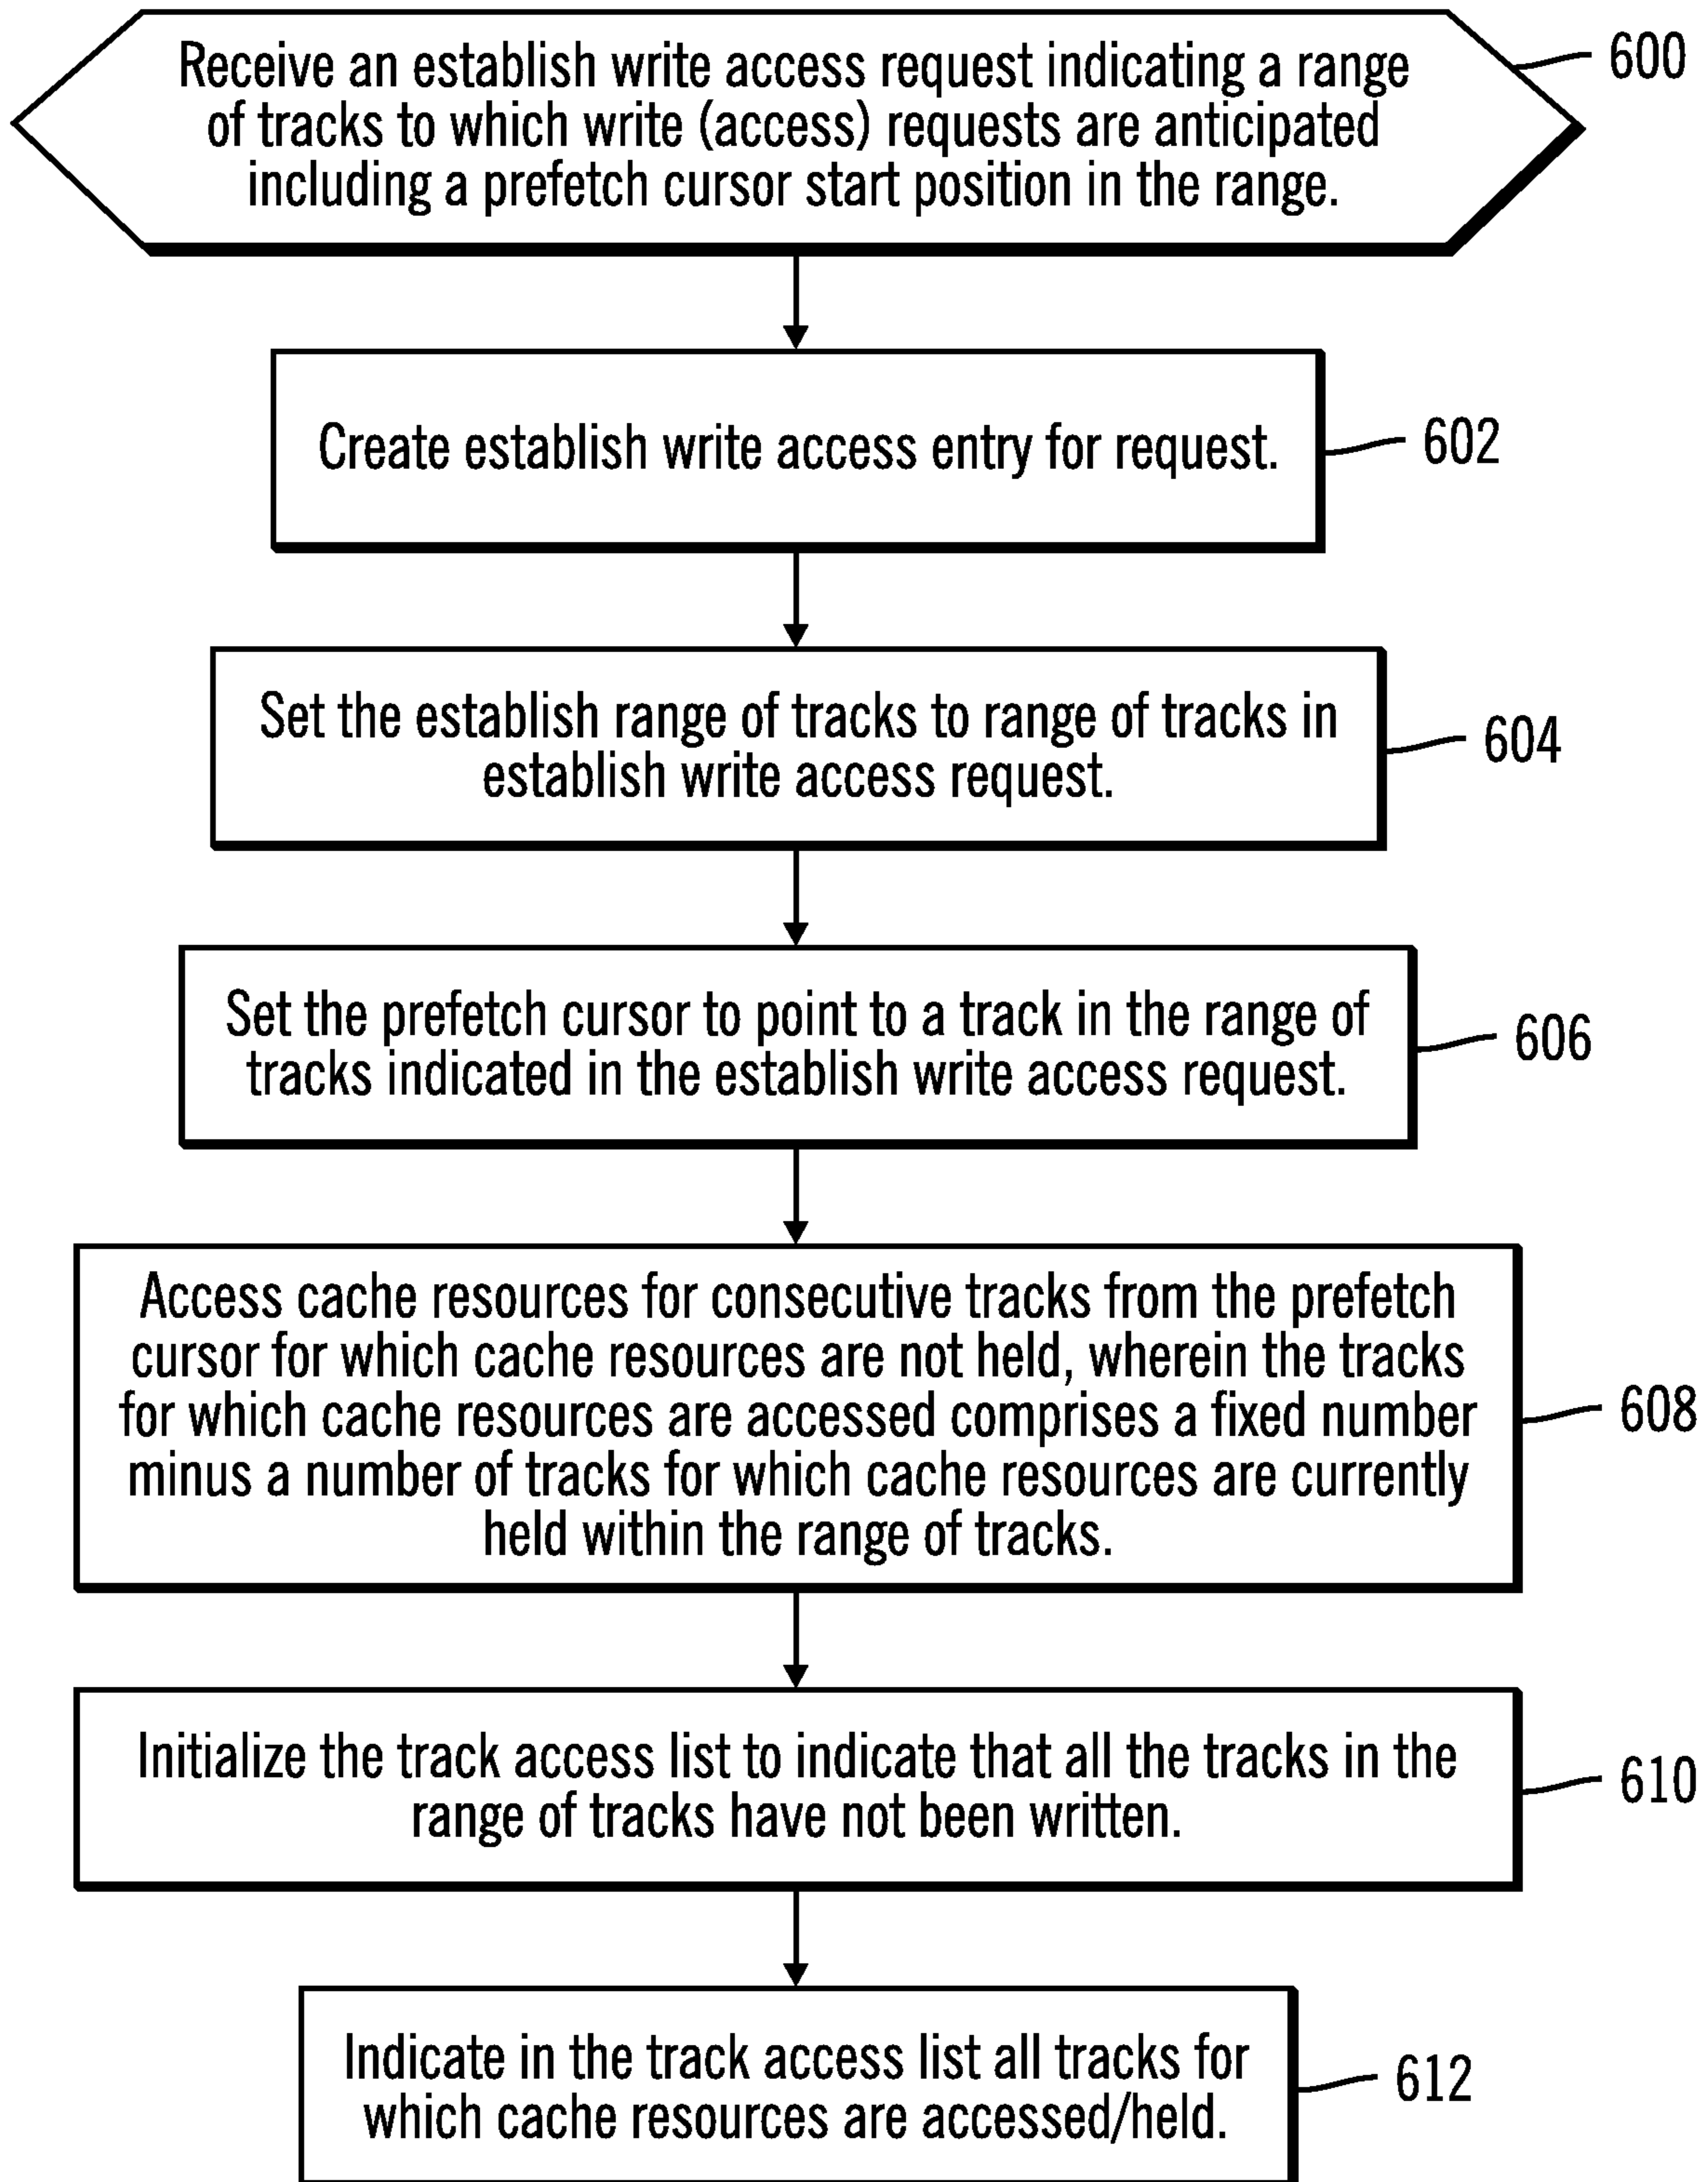 Receive an establish write access request indicating a range
of tracks to which write (access) requests are anticipated
including a prefetch cursor start position in the range.
600
Create establish write access entry for request.
602
Set the establish range of tracks to range of tracks in
establish write access request.
604
Set the prefetch cursor to point to a track in the range of
tracks indicated in the establish write access request.
606
Access cache resources for consecutive tracks from the prefetch
cursor for which cache resources are not held, wherein the tracks
for which cache resources are accessed comprises a fixed number
minus a number of tracks for which cache resources are currently
held within the range of tracks.
608
Initialize the track access list to indicate that all the tracks in the
range of tracks have not been written.
610
Indicate in the track access list all tracks for
which cache resources are accessed/held.
612